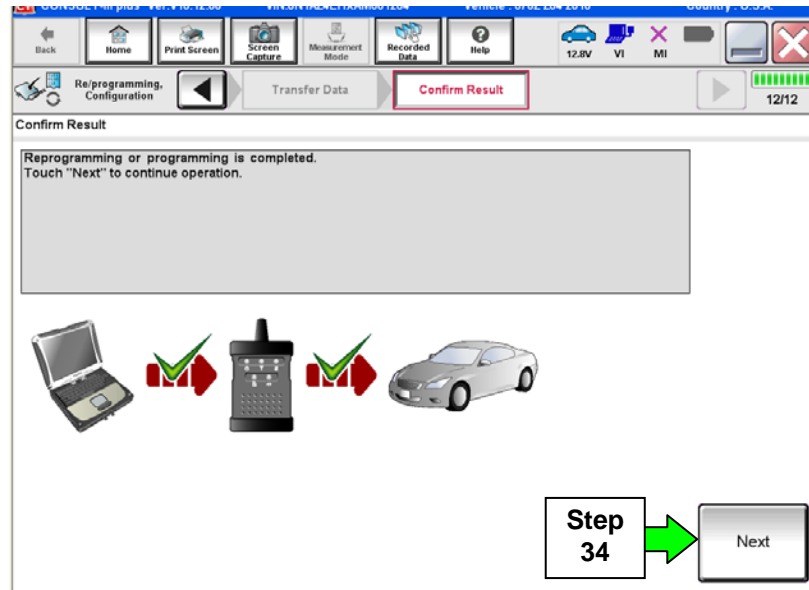 Back
Home
Print Screen
Screen
Capture
Measurement
Mode
Recorded
Data
Help
12.8V
VI
MI
Re/programming,
Configuration
Transfer Data
Confirm Result
12/12
Confirm Result
Reprogramming or programming is completed.
Touch "Next" to continue operation.
Step
34
Next